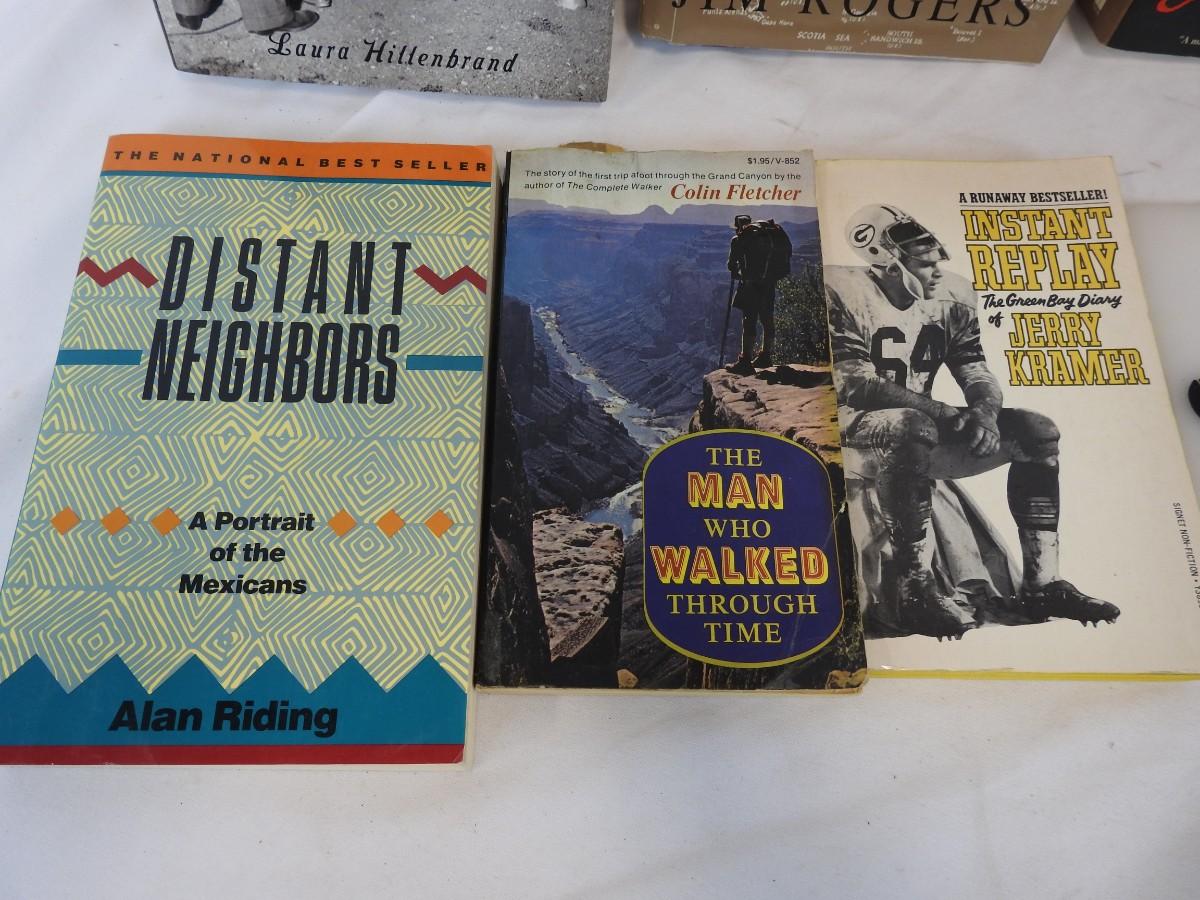 Laura Hillenbrand
JIM ROGERS
SCOTIA SEA
SOUTH
SANDWICH IS.
SOUTH
THE NATIONAL BEST SELLER
DISTANT
NEIGHBORS
A Portrait
of the
Mexicans
Alan Riding
$1.95/V-852
The story of the first trip afoot through the Grand Canyon by the
author of The Complete Walker Colin Fletcher
THE
MAN
WHO
WALKED
THROUGH
TIME
A RUNAWAY BESTSELLER!
INSTANT
REPLAY
The Green Bay Diary
of JERRY
KRAMER
64
SIGNET NON-FICTION